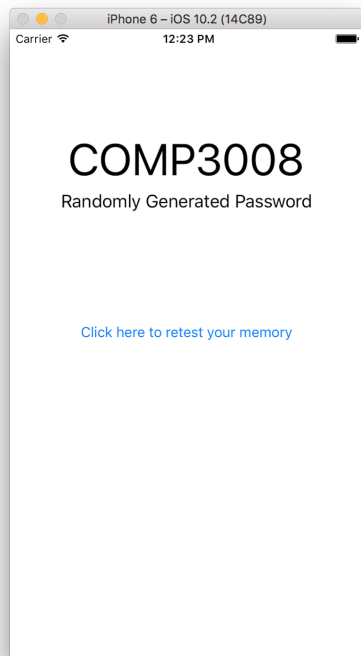 iPhone 6 – iOS 10.2 (14C89)
Carrier 12:23 PM
COMP3008
Randomly Generated Password
Click here to retest your memory